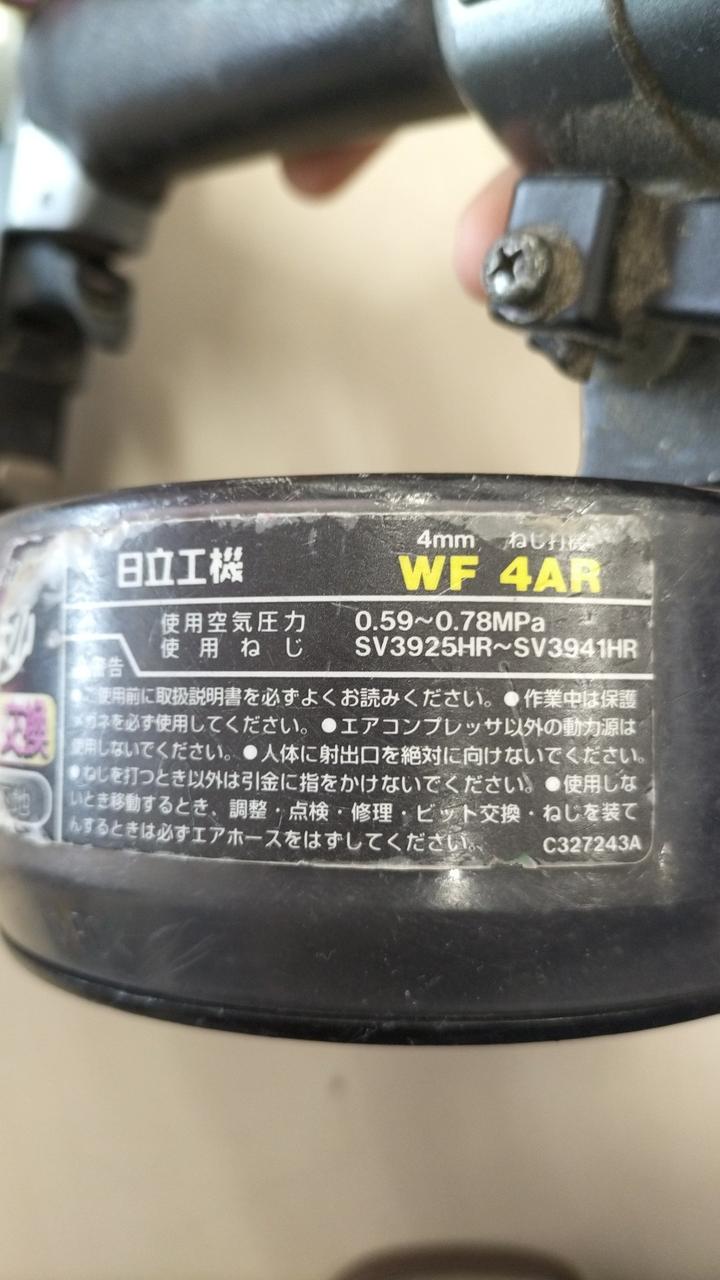 4mm ねじ打機
日立工機 WF 4AR
使用空気圧力 0.59～0.78MPa
使用ねじ SV3925HR～SV3941HR
警告
●ご使用前に取扱説明書を必ずよくお読みください。●作業中は保護
メガネを必ず使用してください。●エアコンプレッサ以外の動力源は
使用しないでください。●人体に射出口を絶対に向けないでください。
●ねじを打つとき以外は引金に指をかけないでください。●使用しな
いとき移動するとき、調整・点検・修理・ビット交換・ねじを装て
んするときは必ずエアホースをはずしてください。 C327243A
交換